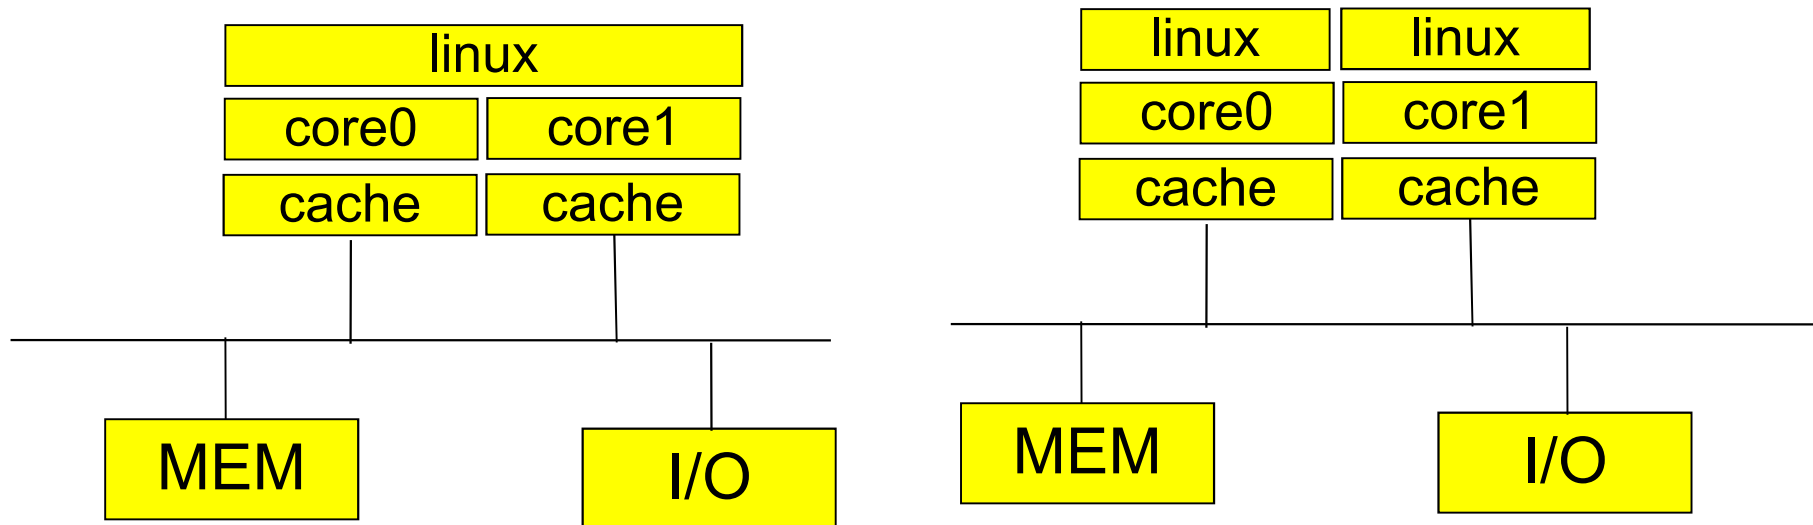 linux
core0 core1
cache cache
MEM
I/O
linux linux
core0 core1
cache cache
MEM
I/O